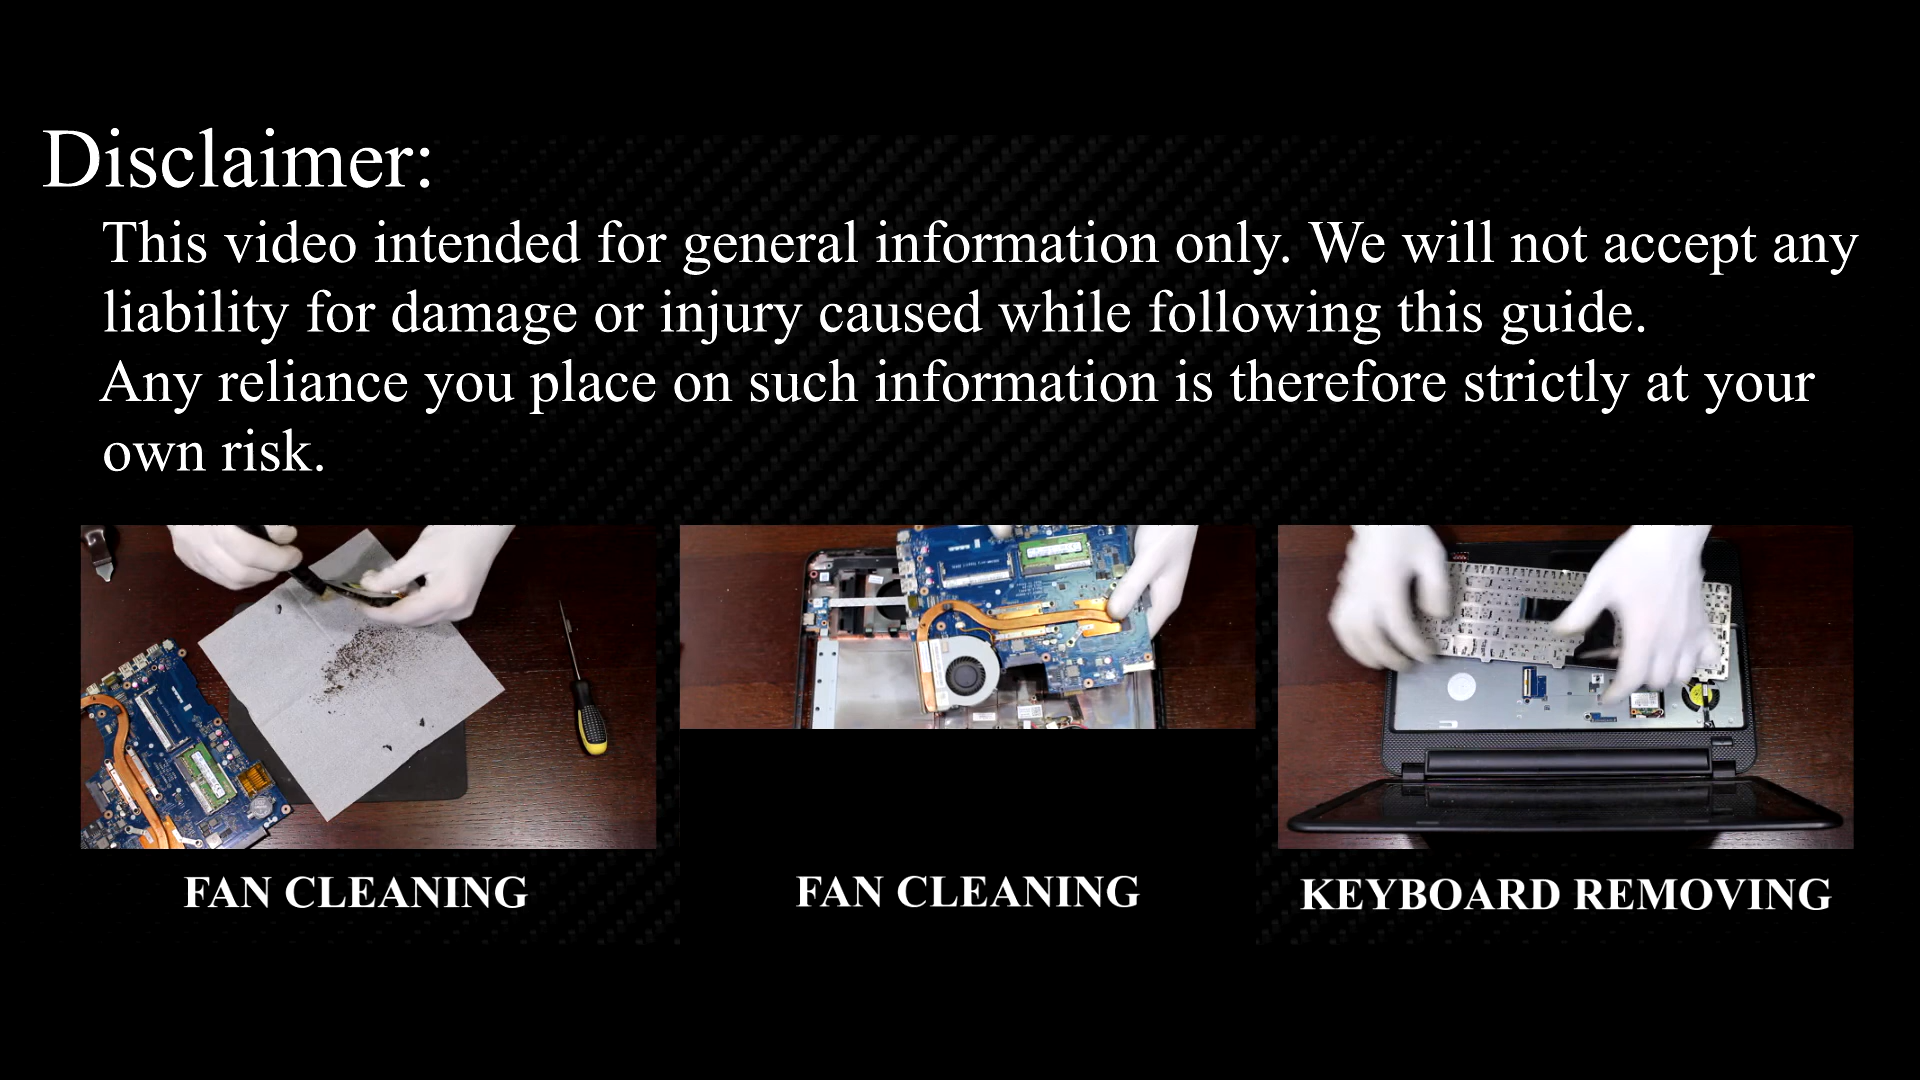 Disclaimer:
This video intended for general information only. We will not accept any
liability for damage or injury caused while following this guide.
Any reliance you place on such information is therefore strictly at your
own risk.
FAN CLEANING
FAN CLEANING
KEYBOARD REMOVING